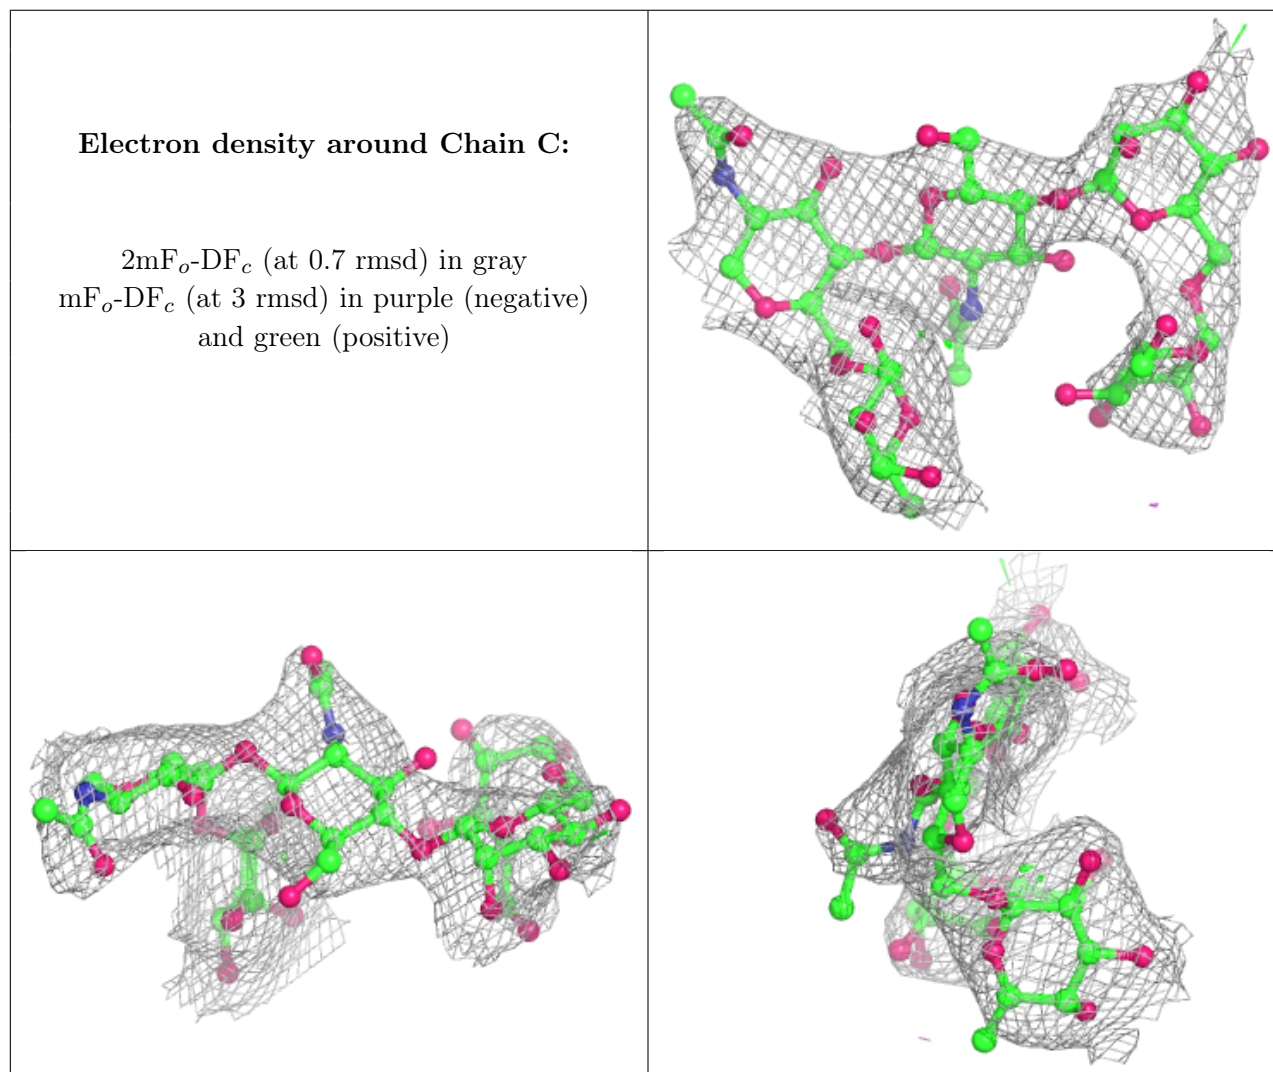 Electron density around Chain C:
2mFₒ-DF𝒸 (at 0.7 rmsd) in gray
mFₒ-DF𝒸 (at 3 rmsd) in purple (negative)
and green (positive)